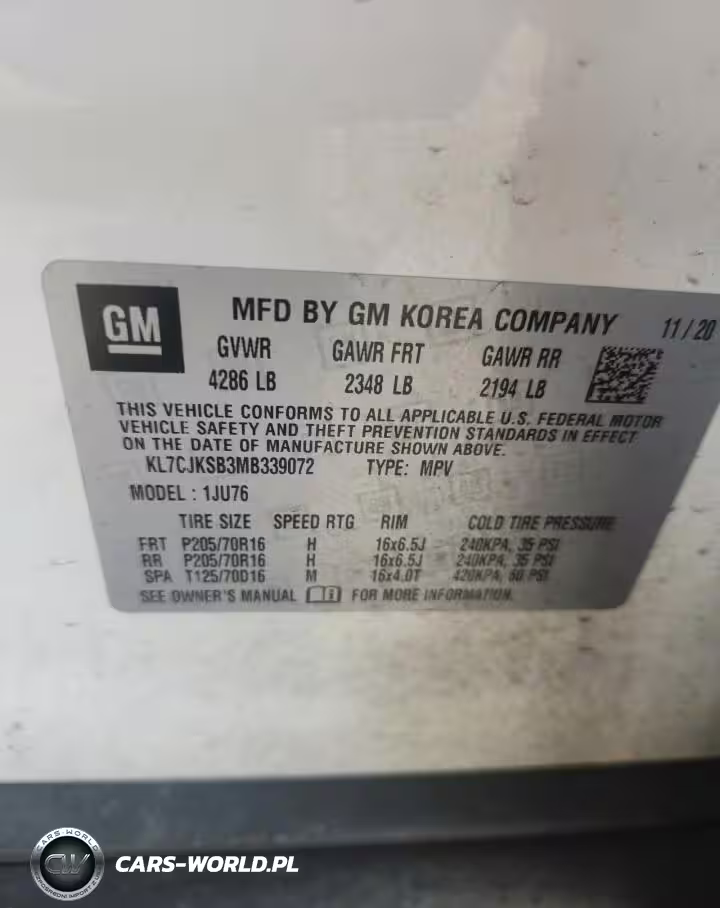 GM MFD BY GM KOREA COMPANY 11/20
GVWR GAWR FRT GAWR RR
4286 LB 2348 LB 2194 LB
THIS VEHICLE CONFORMS TO ALL APPLICABLE U.S. FEDERAL MOTOR
VEHICLE SAFETY AND THEFT PREVENTION STANDARDS IN EFFECT
ON THE DATE OF MANUFACTURE SHOWN ABOVE.
KL7CJKSB3MB339072 TYPE: MPV
MODEL : 1JU76
TIRE SIZE SPEED RTG RIM COLD TIRE PRESSURE
FRT P205/70R16 H 16x6.5J 240KPA, 35 PSI
RR P205/70R16 H 16x6.5J 240KPA, 35 PSI
SPA T125/70D16 M 16x4.0T 420KPA, 60 PSI
SEE OWNER'S MANUAL FOR MORE INFORMATION.
CARS-WORLD
CW
CARS-WORLD.PL